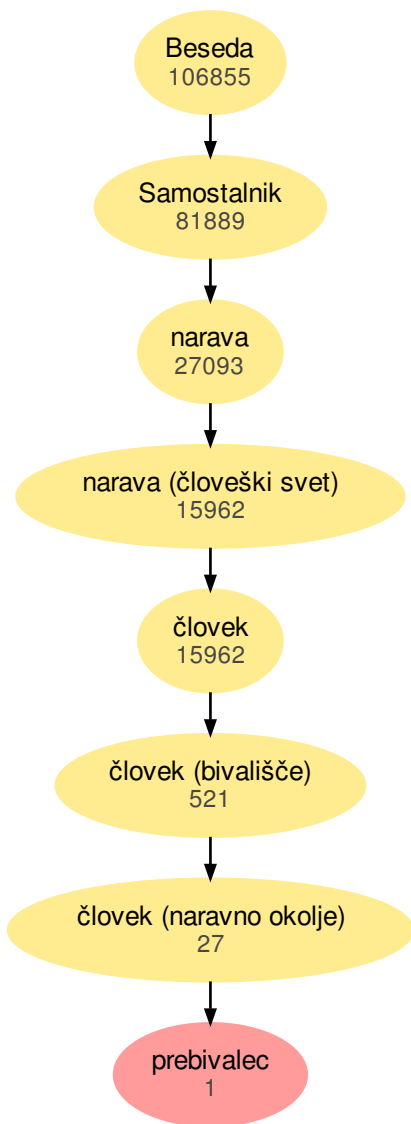 Beseda
106855
Samostalnik
81889
narava
27093
narava (človeški svet)
15962
človek
15962
človek (bivališče)
521
človek (naravno okolje)
27
prebivalec
1